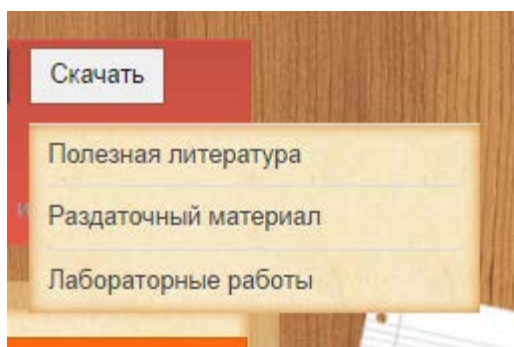 Скачать
Полезная литература
Раздаточный материал
Лабораторные работы